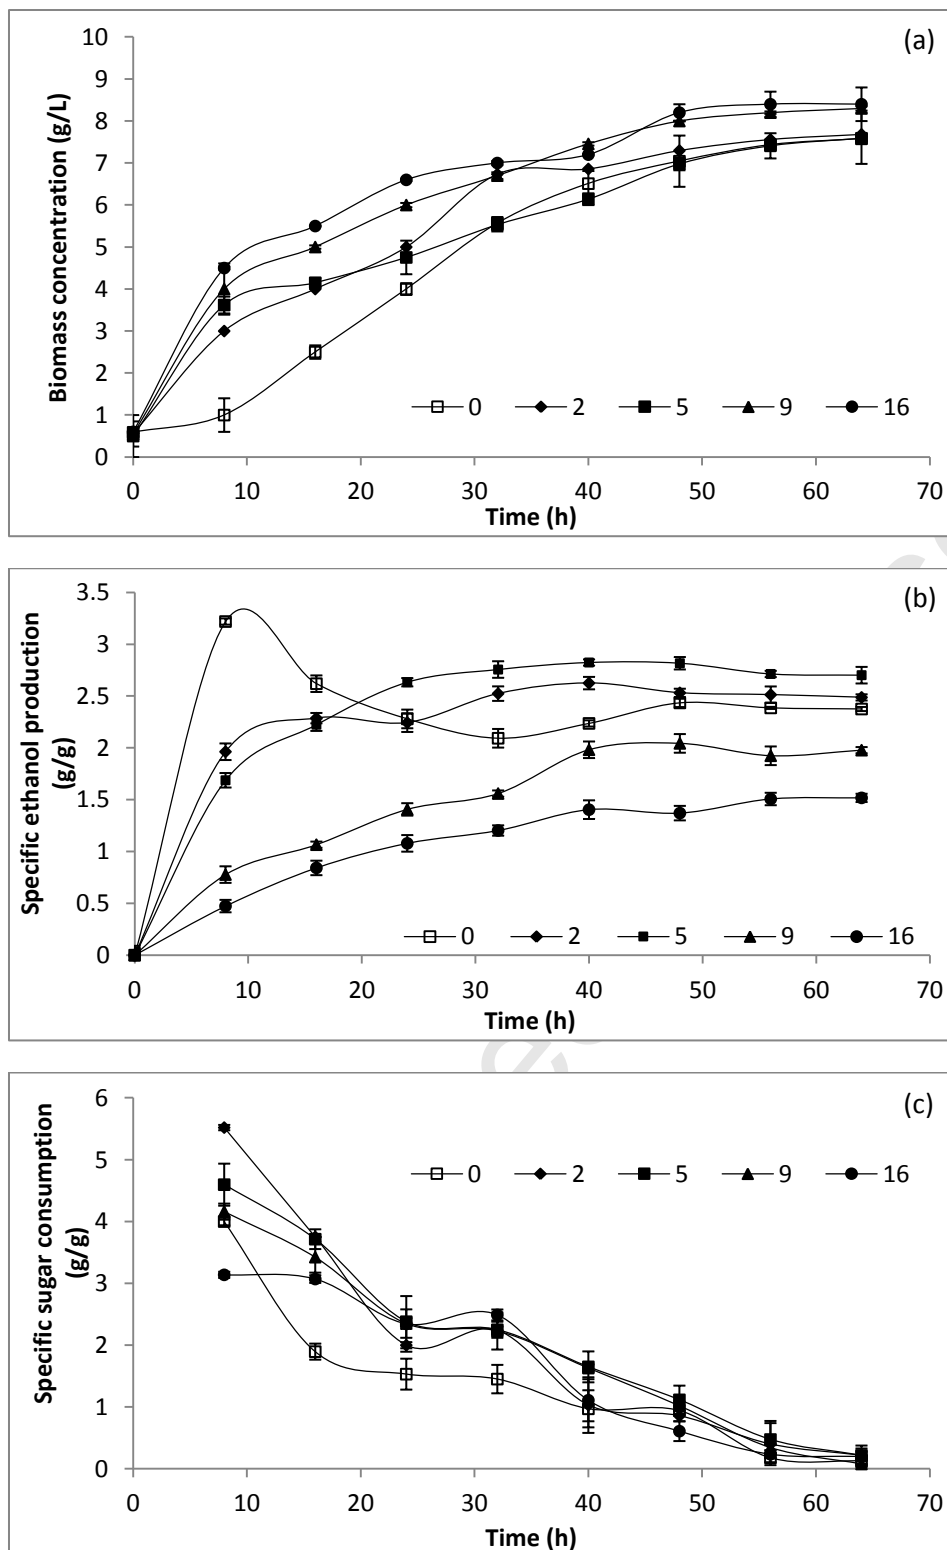 (a)
Biomass concentration (g/L)
10
9
8
7
6
5
4
3
2
1
0
0 2 5 9 16
0 10 20 30 40 50 60 70
Time (h)
(b)
Specific ethanol production
(g/g)
3.5
3
2.5
2
1.5
1
0.5
0
0 2 5 9 16
0 10 20 30 40 50 60 70
Time (h)
(c)
Specific sugar consumption
(g/g)
6
5
4
3
2
1
0
0 2 5 9 16
0 10 20 30 40 50 60 70
Time (h)